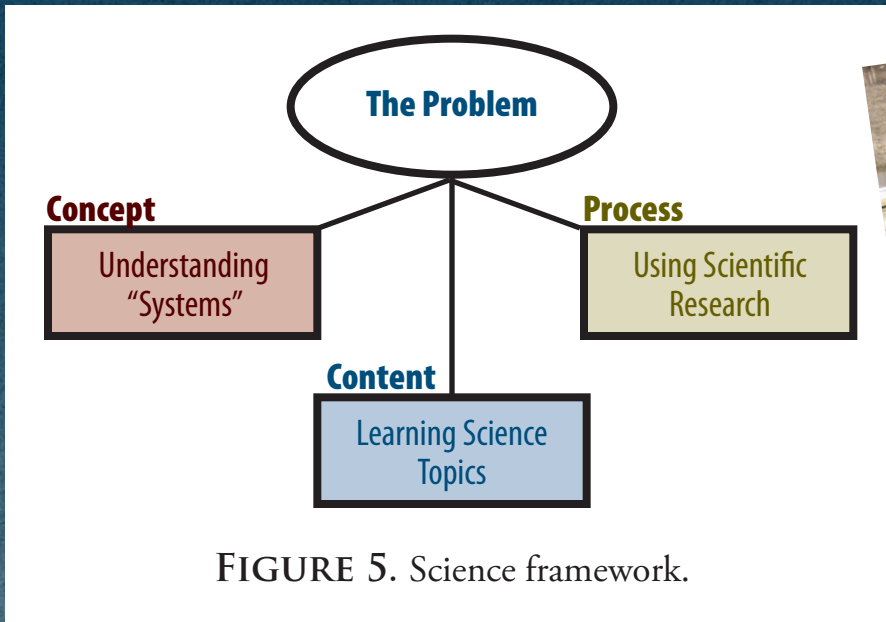 The Problem
Concept
Understanding
“Systems”
Process
Using Scientific
Research
Content
Learning Science
Topics
FIGURE 5. Science framework.